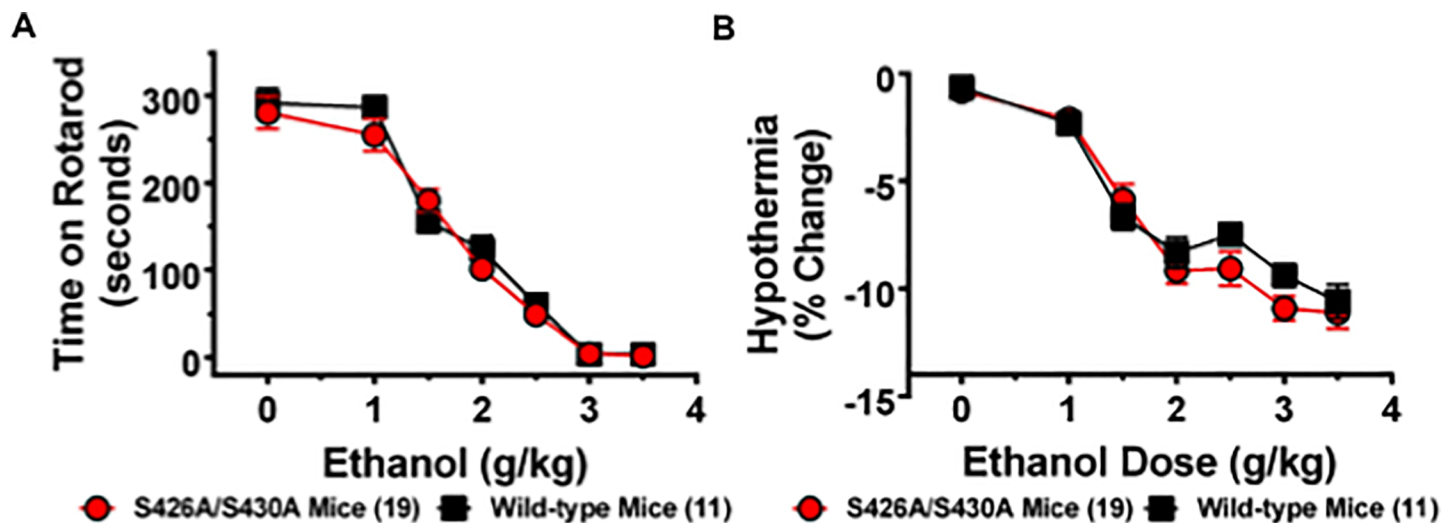 A
Time on Rotarod
(seconds)
300
200
100
0
0 1 2 3 4
Ethanol (g/kg)
S426A/S430A Mice (19) Wild-type Mice (11)
B
Hypothermia
(% Change)
0
-5
-10
-15
0 1 2 3 4
Ethanol Dose (g/kg)
S426A/S430A Mice (19) Wild-type Mice (11)